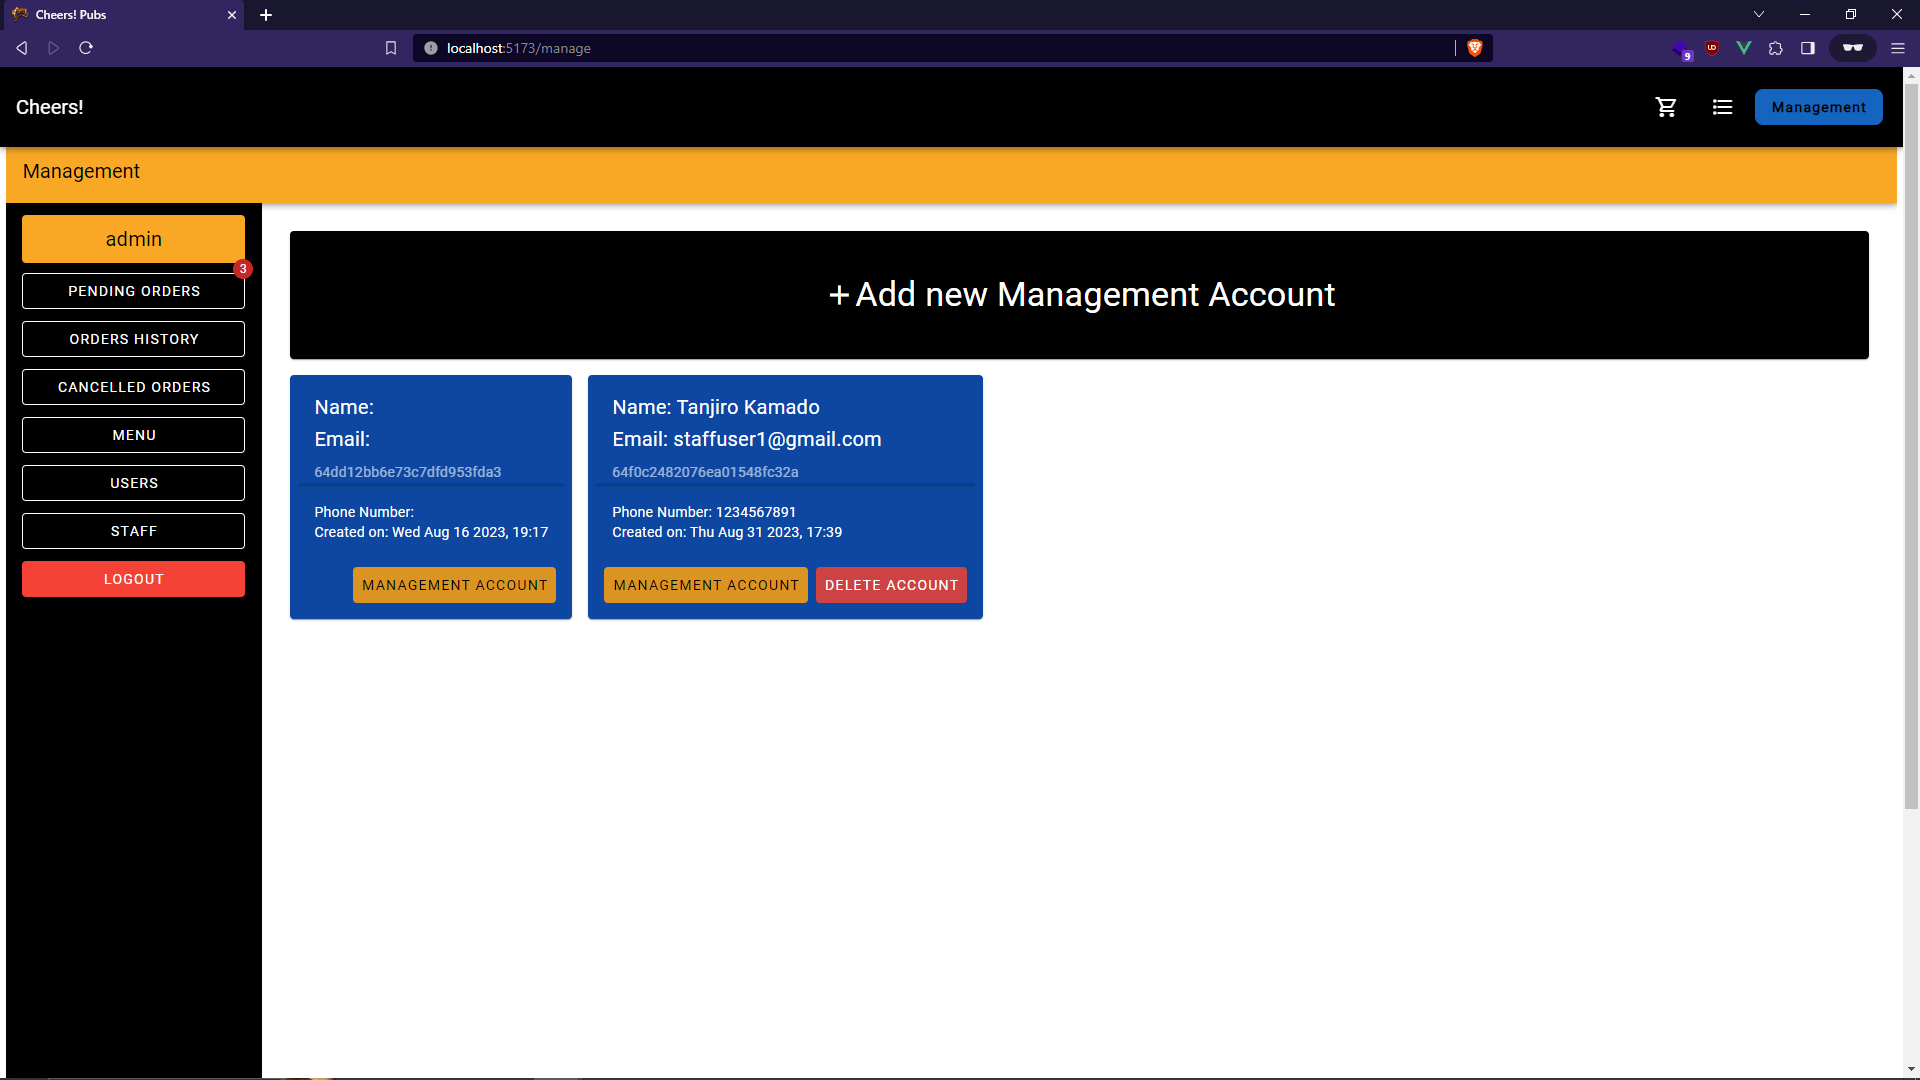 Cheers! Pubs
localhost:5173/manage
9
Cheers!
Management
Management
admin
3
PENDING ORDERS
ORDERS HISTORY
CANCELLED ORDERS
MENU
USERS
STAFF
LOGOUT
+ Add new Management Account
Name:
Email:
64dd12bb6e73c7dfd953fda3
Phone Number:
Created on: Wed Aug 16 2023, 19:17
MANAGEMENT ACCOUNT
Name: Tanjiro Kamado
Email: staffuser1@gmail.com
64f0c2482076ea01548fc32a
Phone Number: 1234567891
Created on: Thu Aug 31 2023, 17:39
MANAGEMENT ACCOUNT
DELETE ACCOUNT